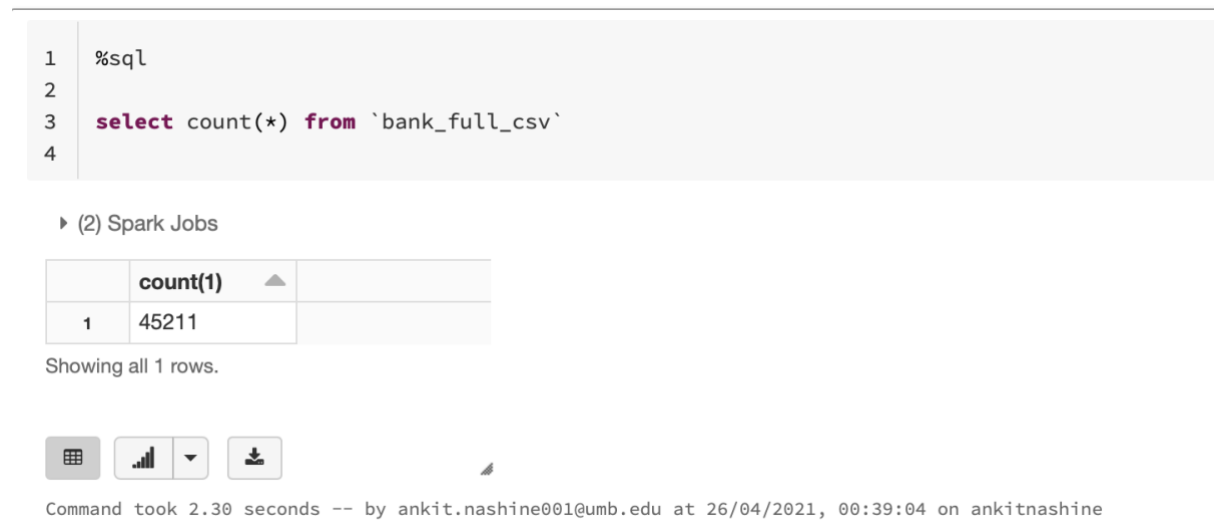 1 %sql
2
3 select count(*) from `bank_full_csv`
4
(2) Spark Jobs
count(1)
1 45211
Showing all 1 rows.
Command took 2.30 seconds -- by ankit.nashine001@umb.edu at 26/04/2021, 00:39:04 on ankitnashine